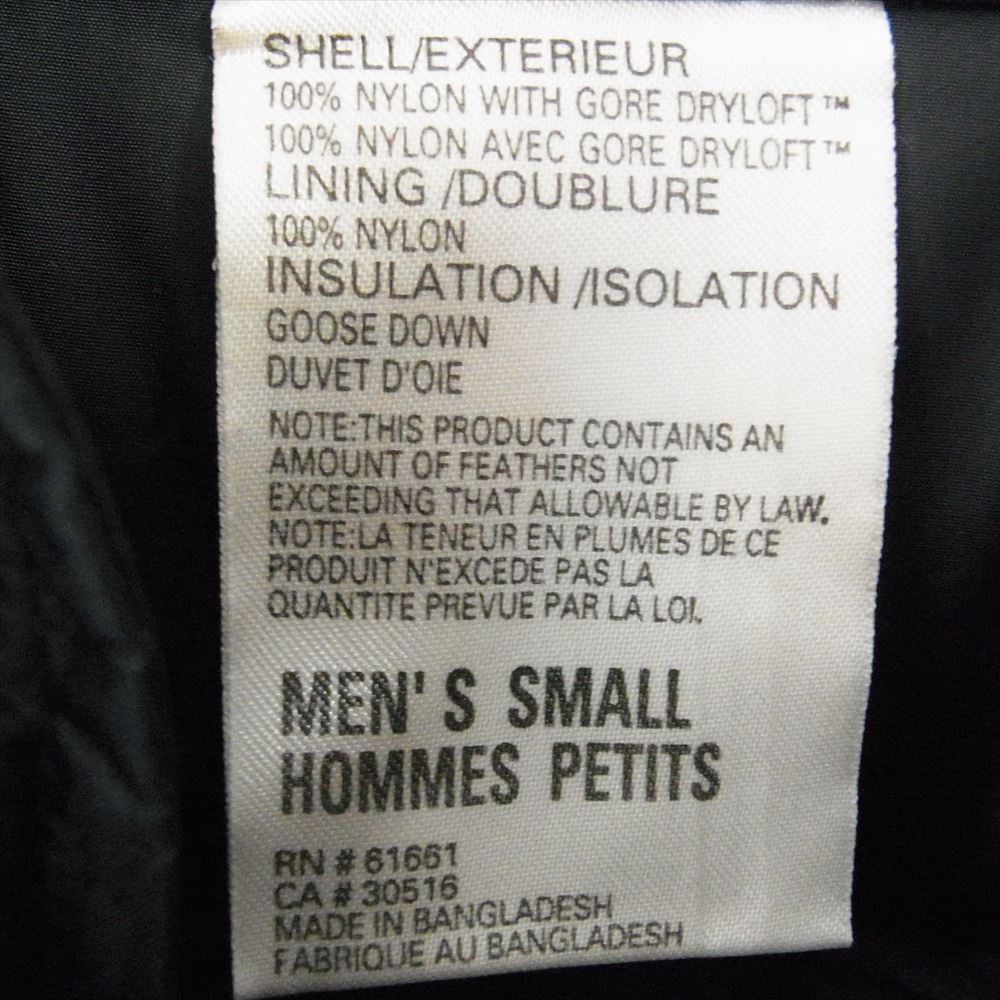 SHELL/EXTERIEUR
100% NYLON WITH GORE DRYLOFT™
100% NYLON AVEC GORE DRYLOFT™
LINING /DOUBLURE
100% NYLON
INSULATION /ISOLATION
GOOSE DOWN
DUVET D'OIE
NOTE:THIS PRODUCT CONTAINS AN
AMOUNT OF FEATHERS NOT
EXCEEDING THAT ALLOWABLE BY LAW.
NOTE:LA TENEUR EN PLUMES DE CE
PRODUIT N'EXCEDE PAS LA
QUANTITE PREVUE PAR LA LOI.
MEN'S SMALL
HOMMES PETITS
RN # 61661
CA # 30516
MADE IN BANGLADESH
FABRIQUE AU BANGLADESH